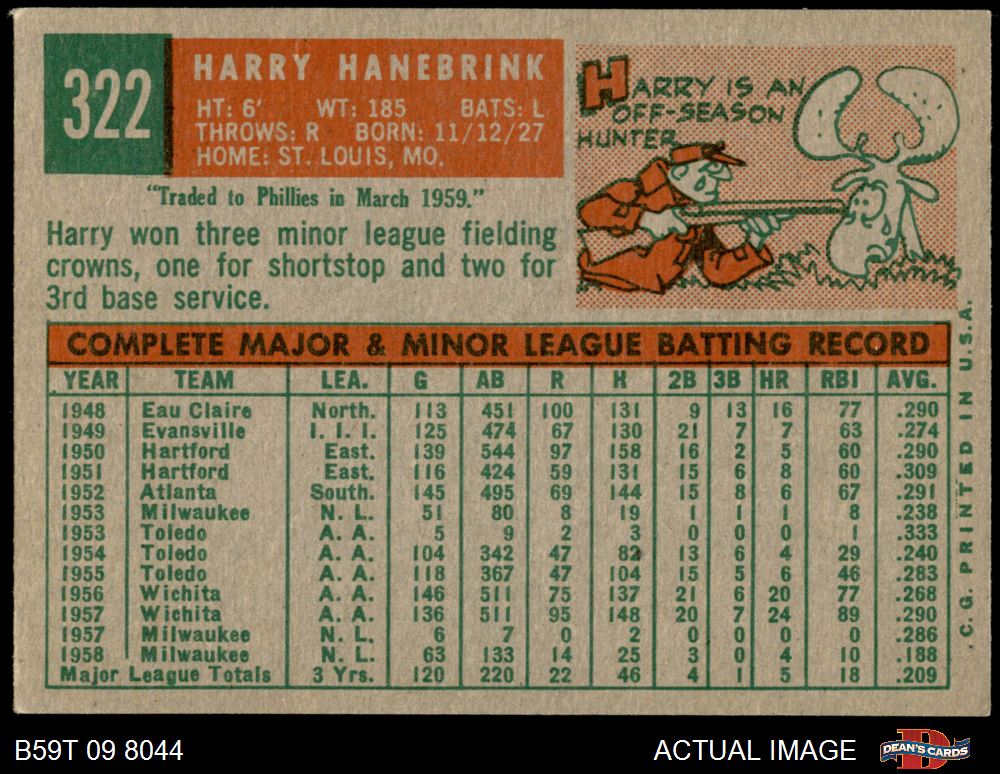 322
HARRY HANEBRINK
HT: 6' WT: 185 BATS: L
THROWS: R BORN: 11/12/27
HOME: ST. LOUIS, MO.
"Traded to Phillies in March 1959."
Harry won three minor league fielding
crowns, one for shortstop and two for
3rd base service.
HARRY IS AN
OFF-SEASON
HUNTER
COMPLETE MAJOR & MINOR LEAGUE BATTING RECORD
YEAR TEAM LEA. G AB R H 2B 3B HR RBI AVG.
1948 Eau Claire North. 113 451 100 131 9 13 16 77 .290
1949 Evansville I. I. I. 125 474 67 130 21 7 7 63 .274
1950 Hartford East. 139 544 97 158 16 2 5 60 .290
1951 Hartford East. 116 424 59 131 15 6 8 60 .309
1952 Atlanta South. 145 495 69 144 15 8 6 67 .291
1953 Milwaukee N. L. 51 80 8 19 1 1 1 8 .238
1953 Toledo A. A. 5 9 2 3 0 0 0 1 .333
1954 Toledo A. A. 104 342 47 82 13 6 4 29 .240
1955 Toledo A. A. 118 367 47 104 15 5 6 46 .283
1956 Wichita A. A. 146 511 75 137 21 6 20 77 .268
1957 Wichita A. A. 136 511 95 148 20 7 24 89 .290
1957 Milwaukee N. L. 6 7 0 2 0 0 0 0 .286
1958 Milwaukee N. L. 63 133 14 25 3 0 4 10 .188
Major League Totals 3 Yrs. 120 220 22 46 4 1 5 18 .209
. C. G. PRINTED IN U.S.A.
B59T 09 8044
ACTUAL IMAGE
DEAN'S CARDS